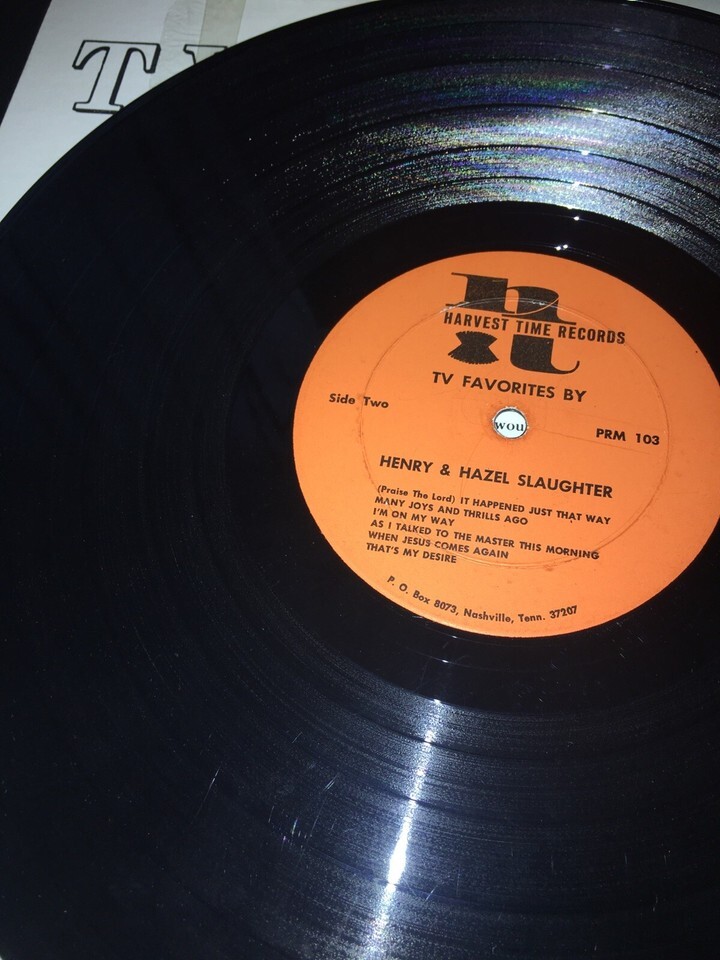 T
h
HARVEST TIME RECORDS
t
TV FAVORITES BY
Side Two
wou
PRM 103
HENRY & HAZEL SLAUGHTER
(Praise The Lord) IT HAPPENED JUST THAT WAY
MANY JOYS AND THRILLS AGO
I'M ON MY WAY
AS I TALKED TO THE MASTER THIS MORNING
WHEN JESUS COMES AGAIN
THAT'S MY DESIRE
P. O. Box 8073, Nashville, Tenn. 37207